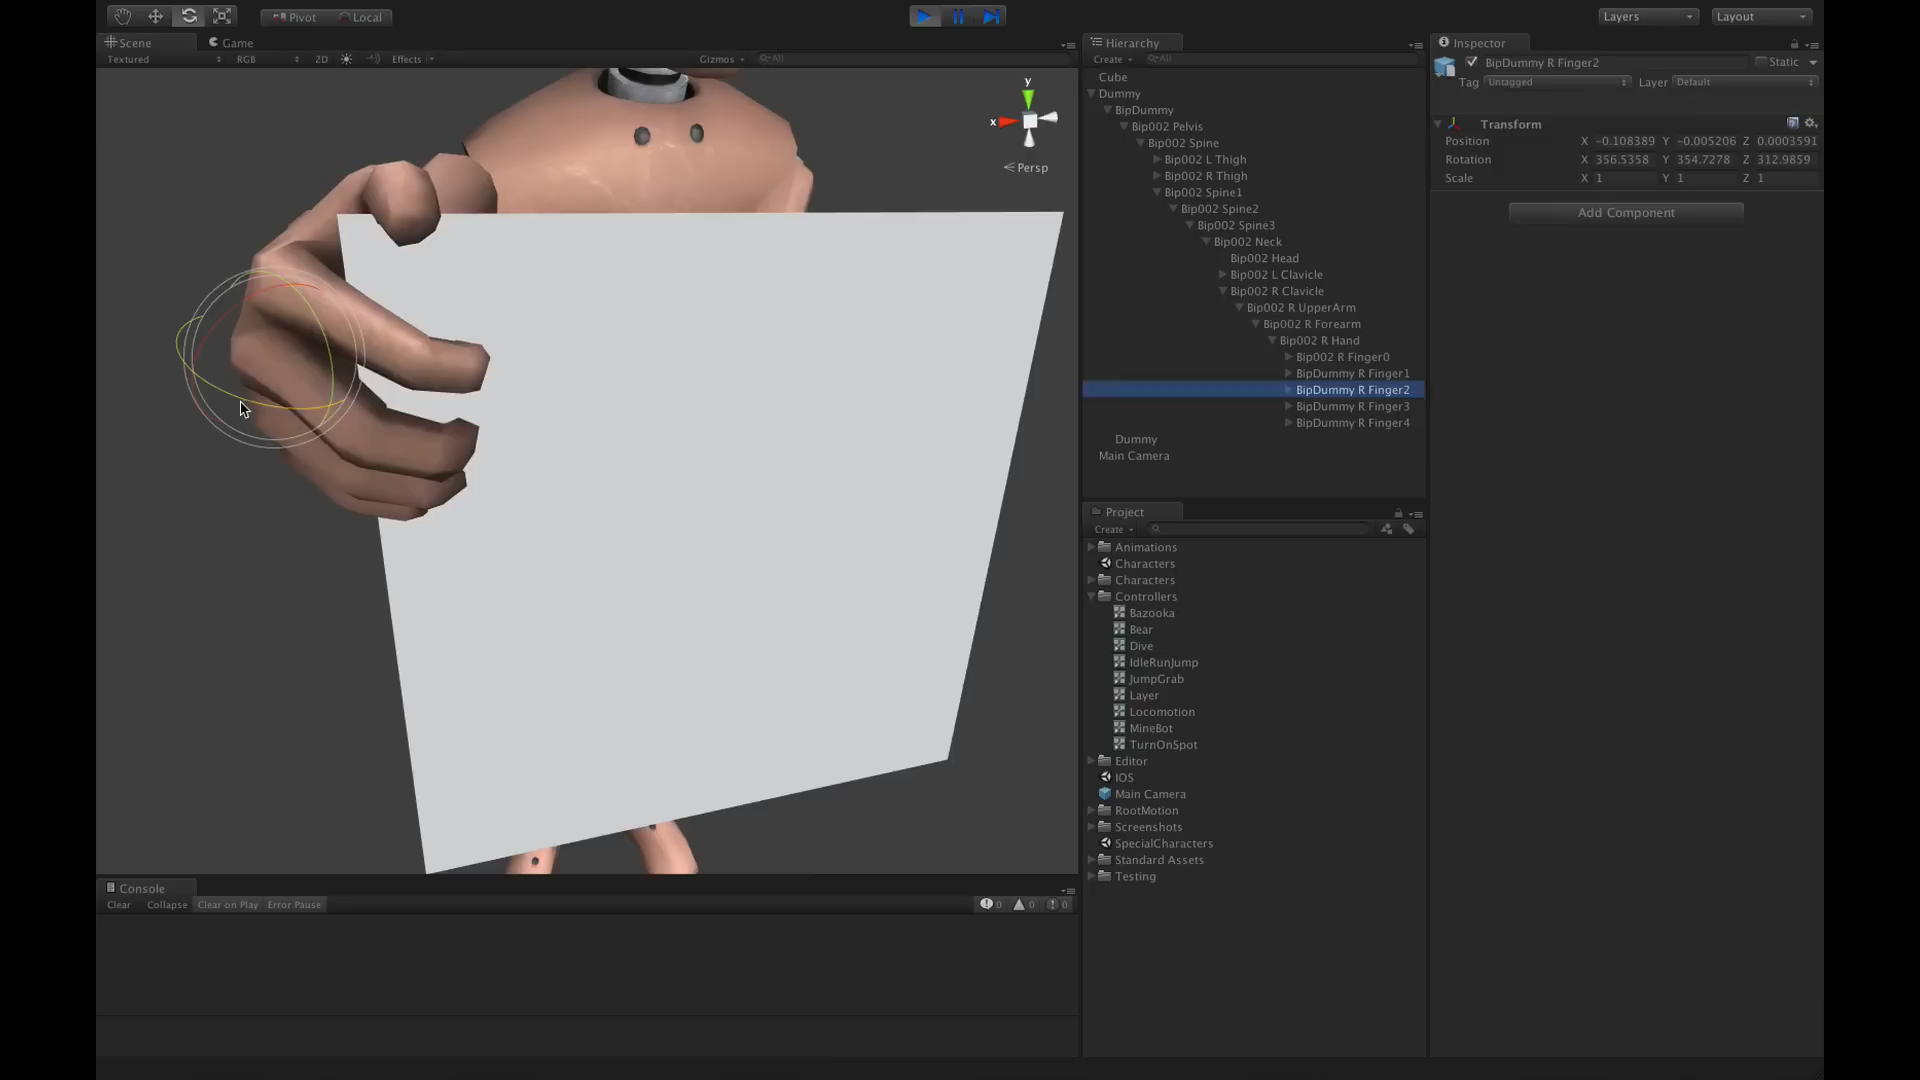 Pivot Local
Layers Layout
Scene Game
Textured RGB 2D Effects Gizmos All
y
x
Persp
Console
Clear Collapse Clear on Play Error Pause 0 0 0
Hierarchy
Create All
Cube
Dummy
BipDummy
Bip002 Pelvis
Bip002 Spine
Bip002 L Thigh
Bip002 R Thigh
Bip002 Spine1
Bip002 Spine2
Bip002 Spine3
Bip002 Neck
Bip002 Head
Bip002 L Clavicle
Bip002 R Clavicle
Bip002 R UpperArm
Bip002 R Forearm
Bip002 R Hand
Bip002 R Finger0
BipDummy R Finger1
BipDummy R Finger2
BipDummy R Finger3
BipDummy R Finger4
Dummy
Main Camera
Project
Create
Animations
Characters
Characters
Controllers
Bazooka
Bear
Dive
IdleRunJump
JumpGrab
Layer
Locomotion
MineBot
TurnOnSpot
Editor
IOS
Main Camera
RootMotion
Screenshots
SpecialCharacters
Standard Assets
Testing
Inspector
BipDummy R Finger2 Static
Tag Untagged Layer Default
Transform
Position X -0.108389 Y -0.005206 Z 0.0003591
Rotation X 356.5358 Y 354.7278 Z 312.9859
Scale X 1 Y 1 Z 1
Add Component